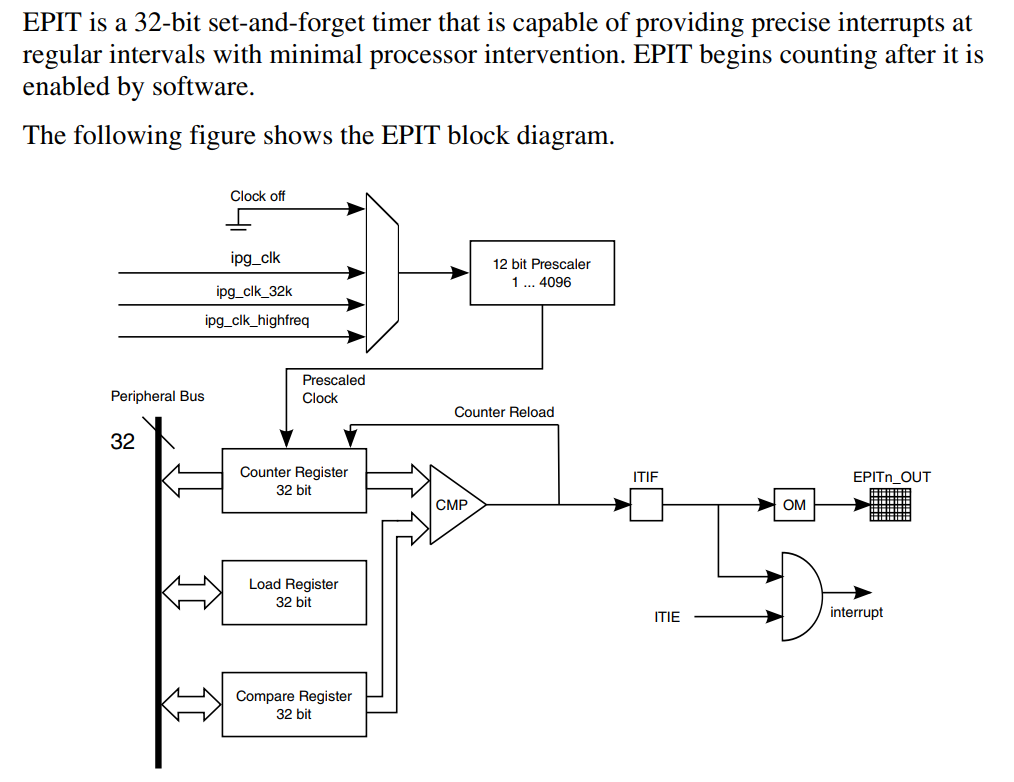 EPIT is a 32-bit set-and-forget timer that is capable of providing precise interrupts at
regular intervals with minimal processor intervention. EPIT begins counting after it is
enabled by software.
The following figure shows the EPIT block diagram.
Clock off
ipg_clk
ipg_clk_32k
ipg_clk_highfreq
12 bit Prescaler
1 ... 4096
Prescaled
Clock
Peripheral Bus
32
Counter Reload
Counter Register
32 bit
CMP
ITIF
OM
EPITn_OUT
Load Register
32 bit
ITIE
interrupt
Compare Register
32 bit